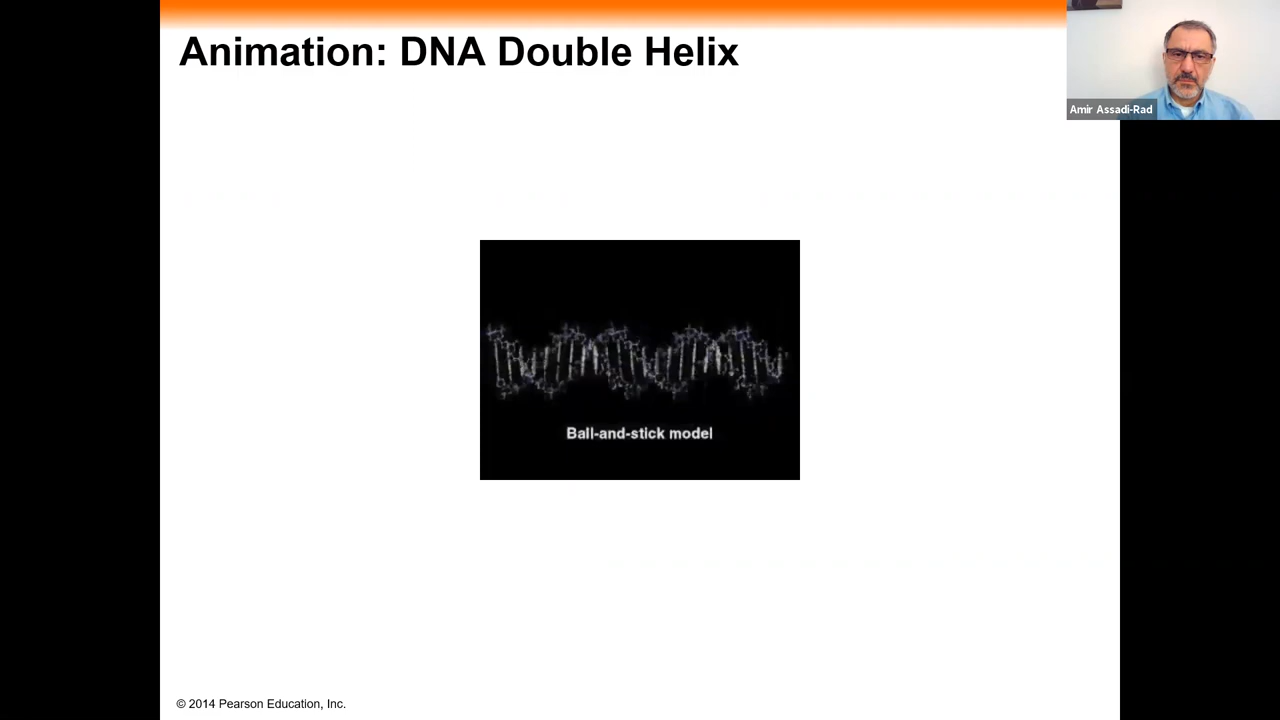 Animation: DNA Double Helix
Amir Assadi-Rad
Ball-and-stick model
© 2014 Pearson Education, Inc.